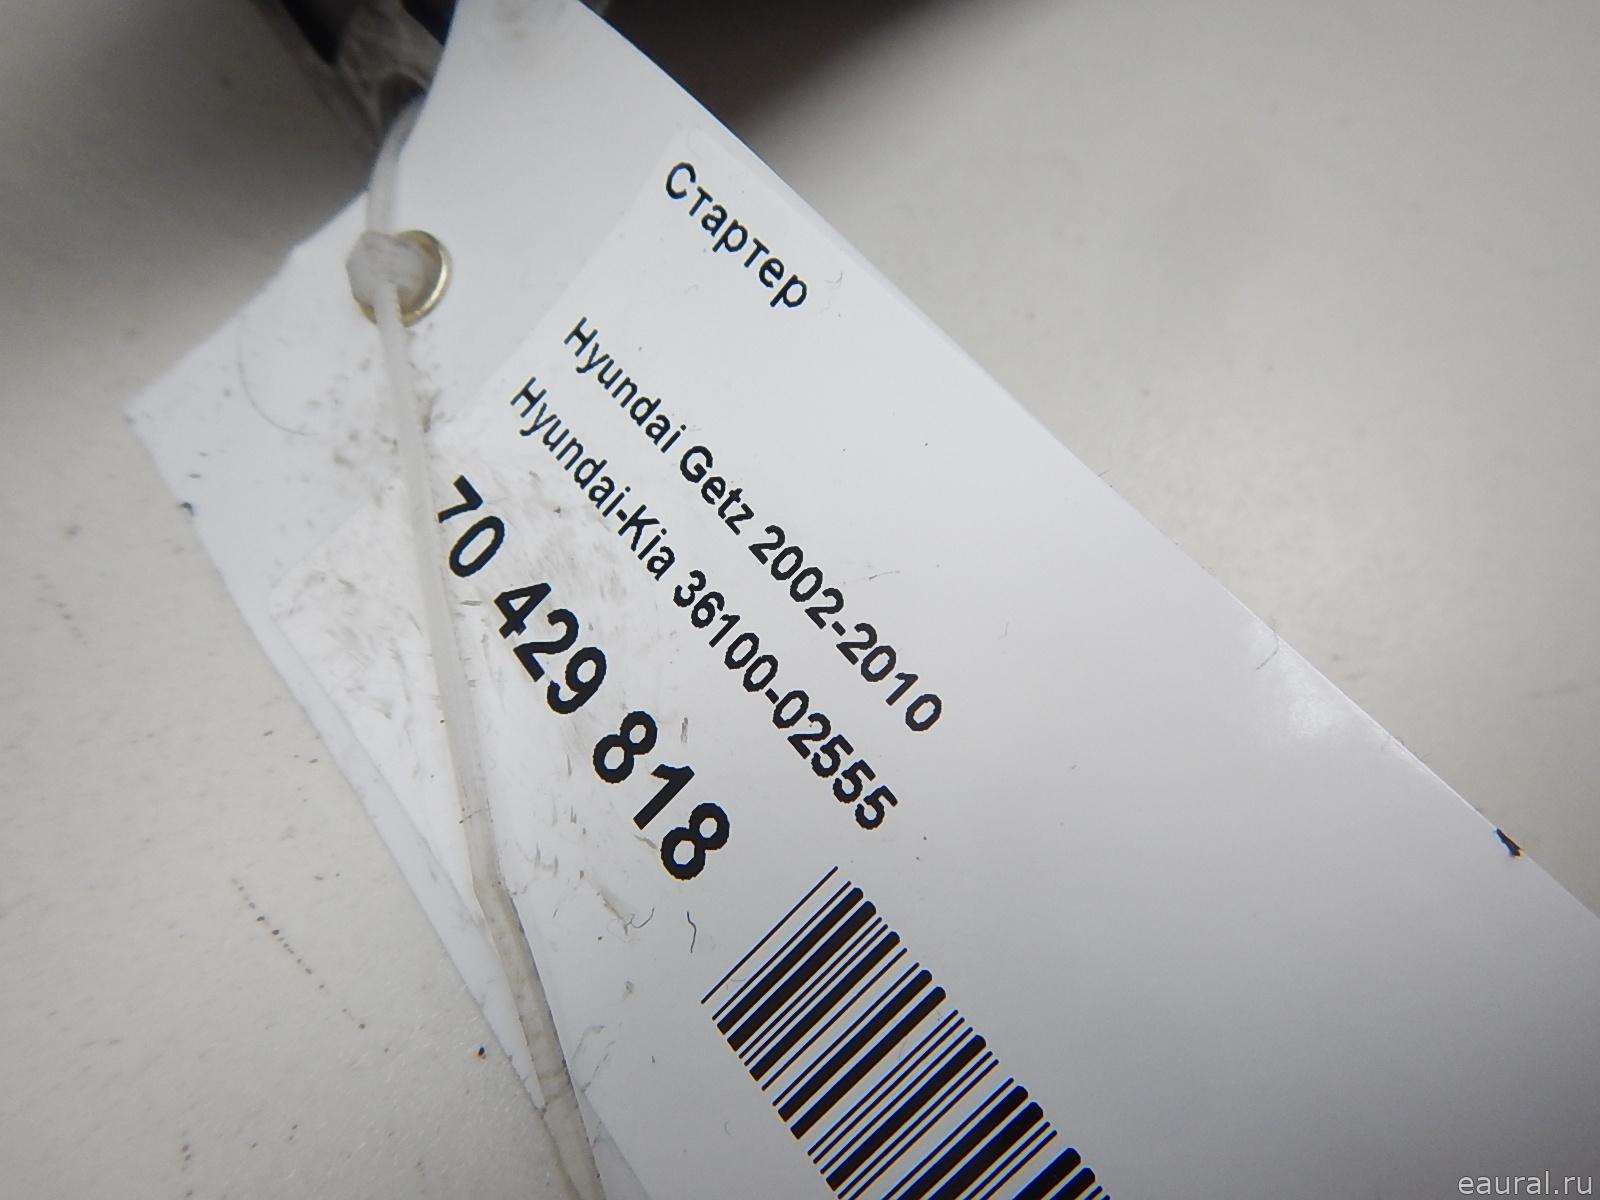 Стартер
Hyundai Getz 2002-2010
Hyundai-Kia 36100-02555
70 429 818
eaural.ru